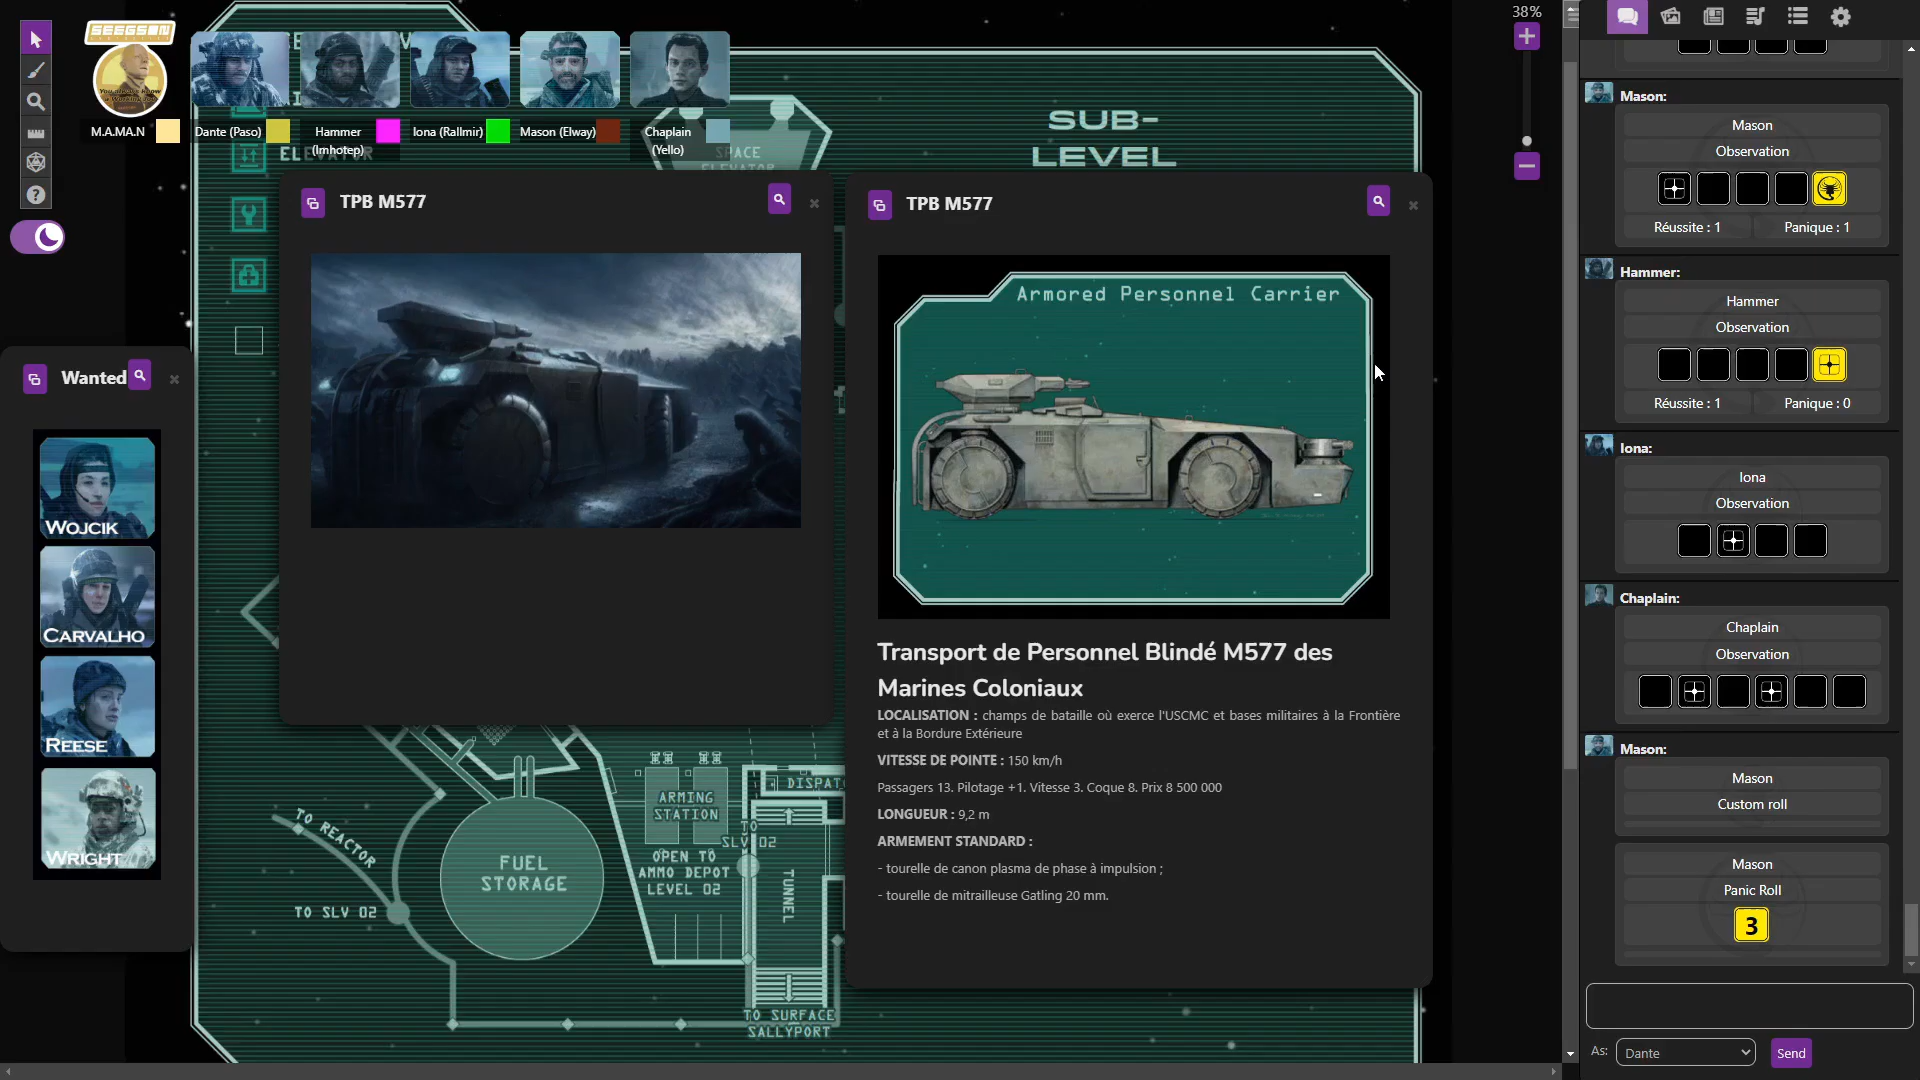 38%
SEEGSON
M.A.M.A.N
Dante (Paso)
Hammer
(Imhotep)
Iona (Rallmir)
Mason (Elway)
Chaplain
(Yello)
ELEVATOR
SPACE
ELEVATOR
SUB-
LEVEL
TPB M577
TPB M577
Armored Personnel Carrier
Transport de Personnel Blindé M577 des
Marines Coloniaux
LOCALISATION : champs de bataille où exerce l'USCMC et bases militaires à la Frontière
et à la Bordure Extérieure
VITESSE DE POINTE : 150 km/h
Passagers 13. Pilotage +1. Vitesse 3. Coque 8. Prix 8 500 000
LONGUEUR : 9,2 m
ARMEMENT STANDARD :
- tourelle de canon plasma de phase à impulsion ;
- tourelle de mitrailleuse Gatling 20 mm.
Wanted
WOJCIK
CARVALHO
REESE
WRIGHT
TO REACTOR
TO SLV 02
FUEL
STORAGE
ARMING
STATION
OPEN TO
AMMO DEPOT
LEVEL 02
TO
SLV 02
DISPAT
TUNNEL
TO SURFACE
SALLYPORT
Mason:
Mason
Observation
Réussite : 1
Panique : 1
Hammer:
Hammer
Observation
Réussite : 1
Panique : 0
Iona:
Iona
Observation
Chaplain:
Chaplain
Observation
Mason:
Mason
Custom roll
Mason
Panic Roll
3
As:
Dante
Send